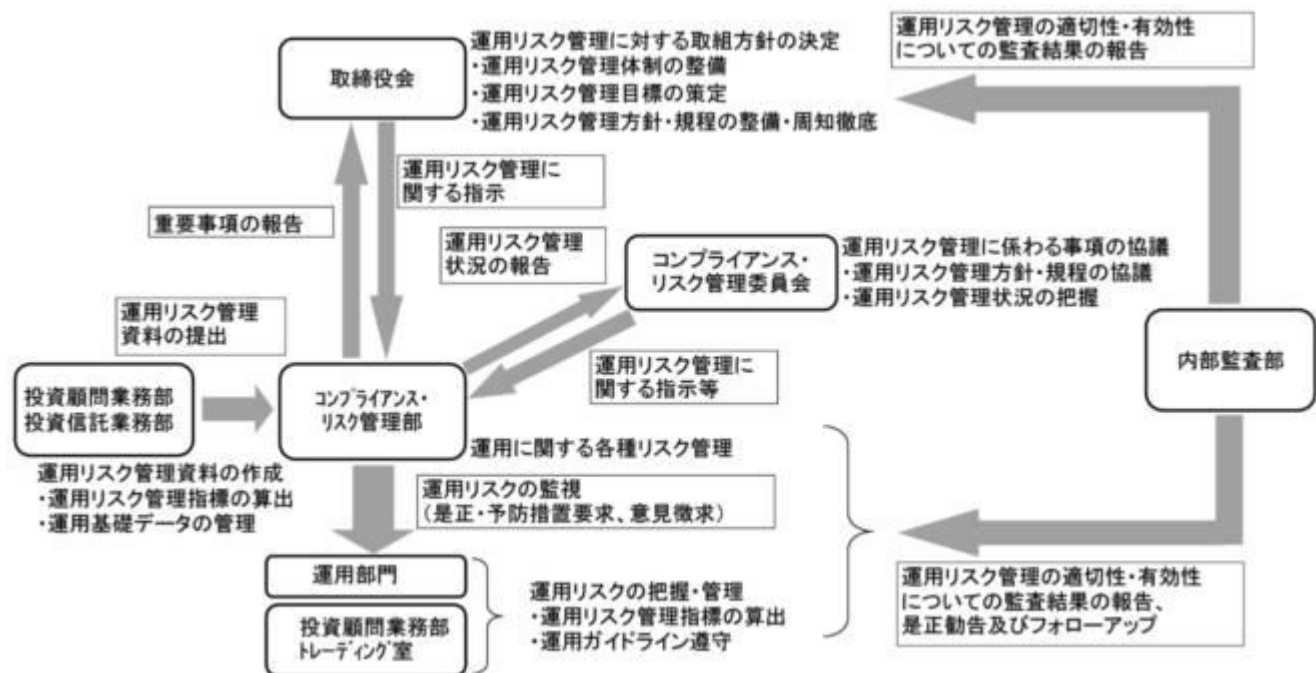 運用リスク管理に対する取組方針の決定
・運用リスク管理体制の整備
・運用リスク管理目標の策定
・運用リスク管理方針・規程の整備・周知徹底
取締役会
運用リスク管理の適切性・有効性
についての監査結果の報告
運用リスク管理に
関する指示
重要事項の報告
運用リスク管理
状況の報告
コンプライアンス・
リスク管理委員会
運用リスク管理に係わる事項の協議
・運用リスク管理方針・規程の協議
・運用リスク管理状況の把握
運用リスク管理
資料の提出
運用リスク管理に
関する指示等
内部監査部
投資顧問業務部
投資信託業務部
コンプライアンス・
リスク管理部
運用に関する各種リスク管理
運用リスク管理資料の作成
・運用リスク管理指標の算出
・運用基礎データの管理
運用リスクの監視
（是正・予防措置要求、意見徴求）
運用部門
投資顧問業務部
トレーディング室
運用リスクの把握・管理
・運用リスク管理指標の算出
・運用ガイドライン遵守
運用リスク管理の適切性・有効性
についての監査結果の報告、
是正勧告及びフォローアップ